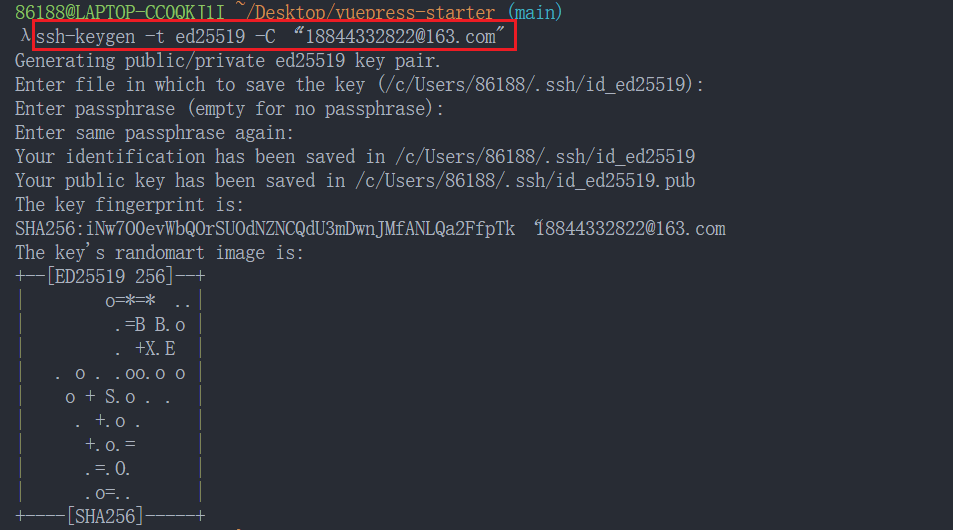 86188@LAPTOP-CCOQKJ1I ~/Desktop/vuepress-starter (main)
λ ssh-keygen -t ed25519 -C “18844332822@163.com"
Generating public/private ed25519 key pair.
Enter file in which to save the key (/c/Users/86188/.ssh/id_ed25519):
Enter passphrase (empty for no passphrase):
Enter same passphrase again:
Your identification has been saved in /c/Users/86188/.ssh/id_ed25519
Your public key has been saved in /c/Users/86188/.ssh/id_ed25519.pub
The key fingerprint is:
SHA256:iNw7OOevWbQOrSUOdNZNCQdU3mDwnJMfANLQa2FfpTk “18844332822@163.com
The key's randomart image is:
+--[ED25519 256]--+
|        o=*=*  ..|
|         .=B B.o |
|         . +X.E  |
|   . o . .oo.o o |
|    o + S.o . .  |
|     . +.o .     |
|      +.o.=      |
|      .=.O.      |
|      .o=..      |
+----[SHA256]-----+